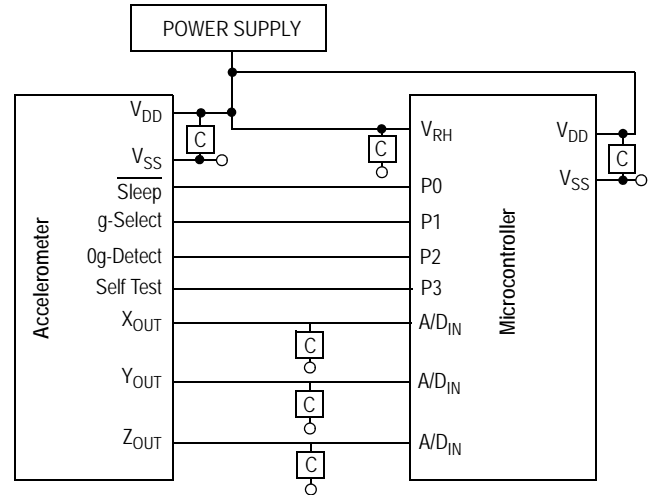 POWER SUPPLY
Accelerometer
V_DD
C
V_SS
Sleep
g-Select
0g-Detect
Self Test
X_OUT
Y_OUT
Z_OUT
C
C
C
C
Microcontroller
V_RH
P0
P1
P2
P3
A/D_IN
A/D_IN
A/D_IN
V_DD
C
V_SS